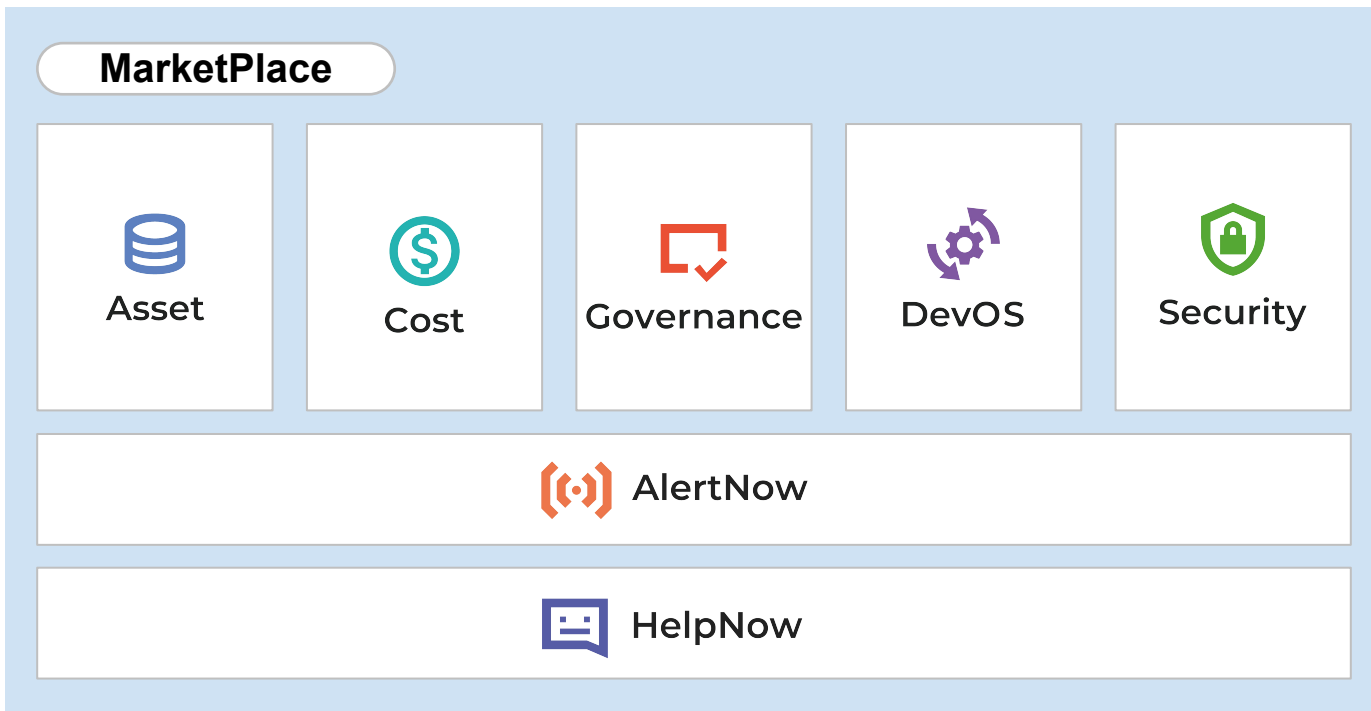 MarketPlace
Asset
Cost
Governance
DevOS
Security
AlertNow
HelpNow